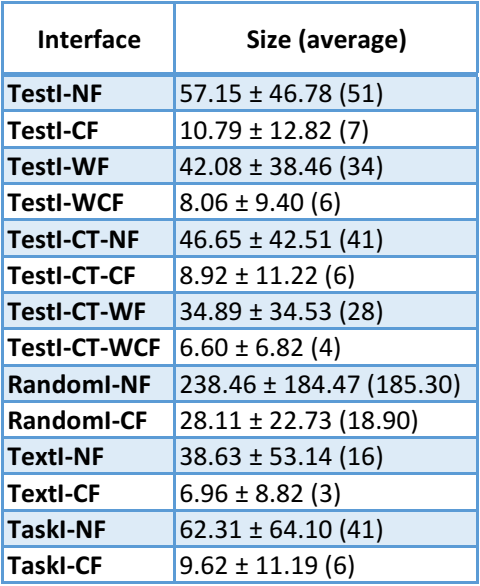 Interface Size (average)
TestI-NF 57.15 ± 46.78 (51)
TestI-CF 10.79 ± 12.82 (7)
TestI-WF 42.08 ± 38.46 (34)
TestI-WCF 8.06 ± 9.40 (6)
TestI-CT-NF 46.65 ± 42.51 (41)
TestI-CT-CF 8.92 ± 11.22 (6)
TestI-CT-WF 34.89 ± 34.53 (28)
TestI-CT-WCF 6.60 ± 6.82 (4)
RandomI-NF 238.46 ± 184.47 (185.30)
RandomI-CF 28.11 ± 22.73 (18.90)
TextI-NF 38.63 ± 53.14 (16)
TextI-CF 6.96 ± 8.82 (3)
TaskI-NF 62.31 ± 64.10 (41)
TaskI-CF 9.62 ± 11.19 (6)